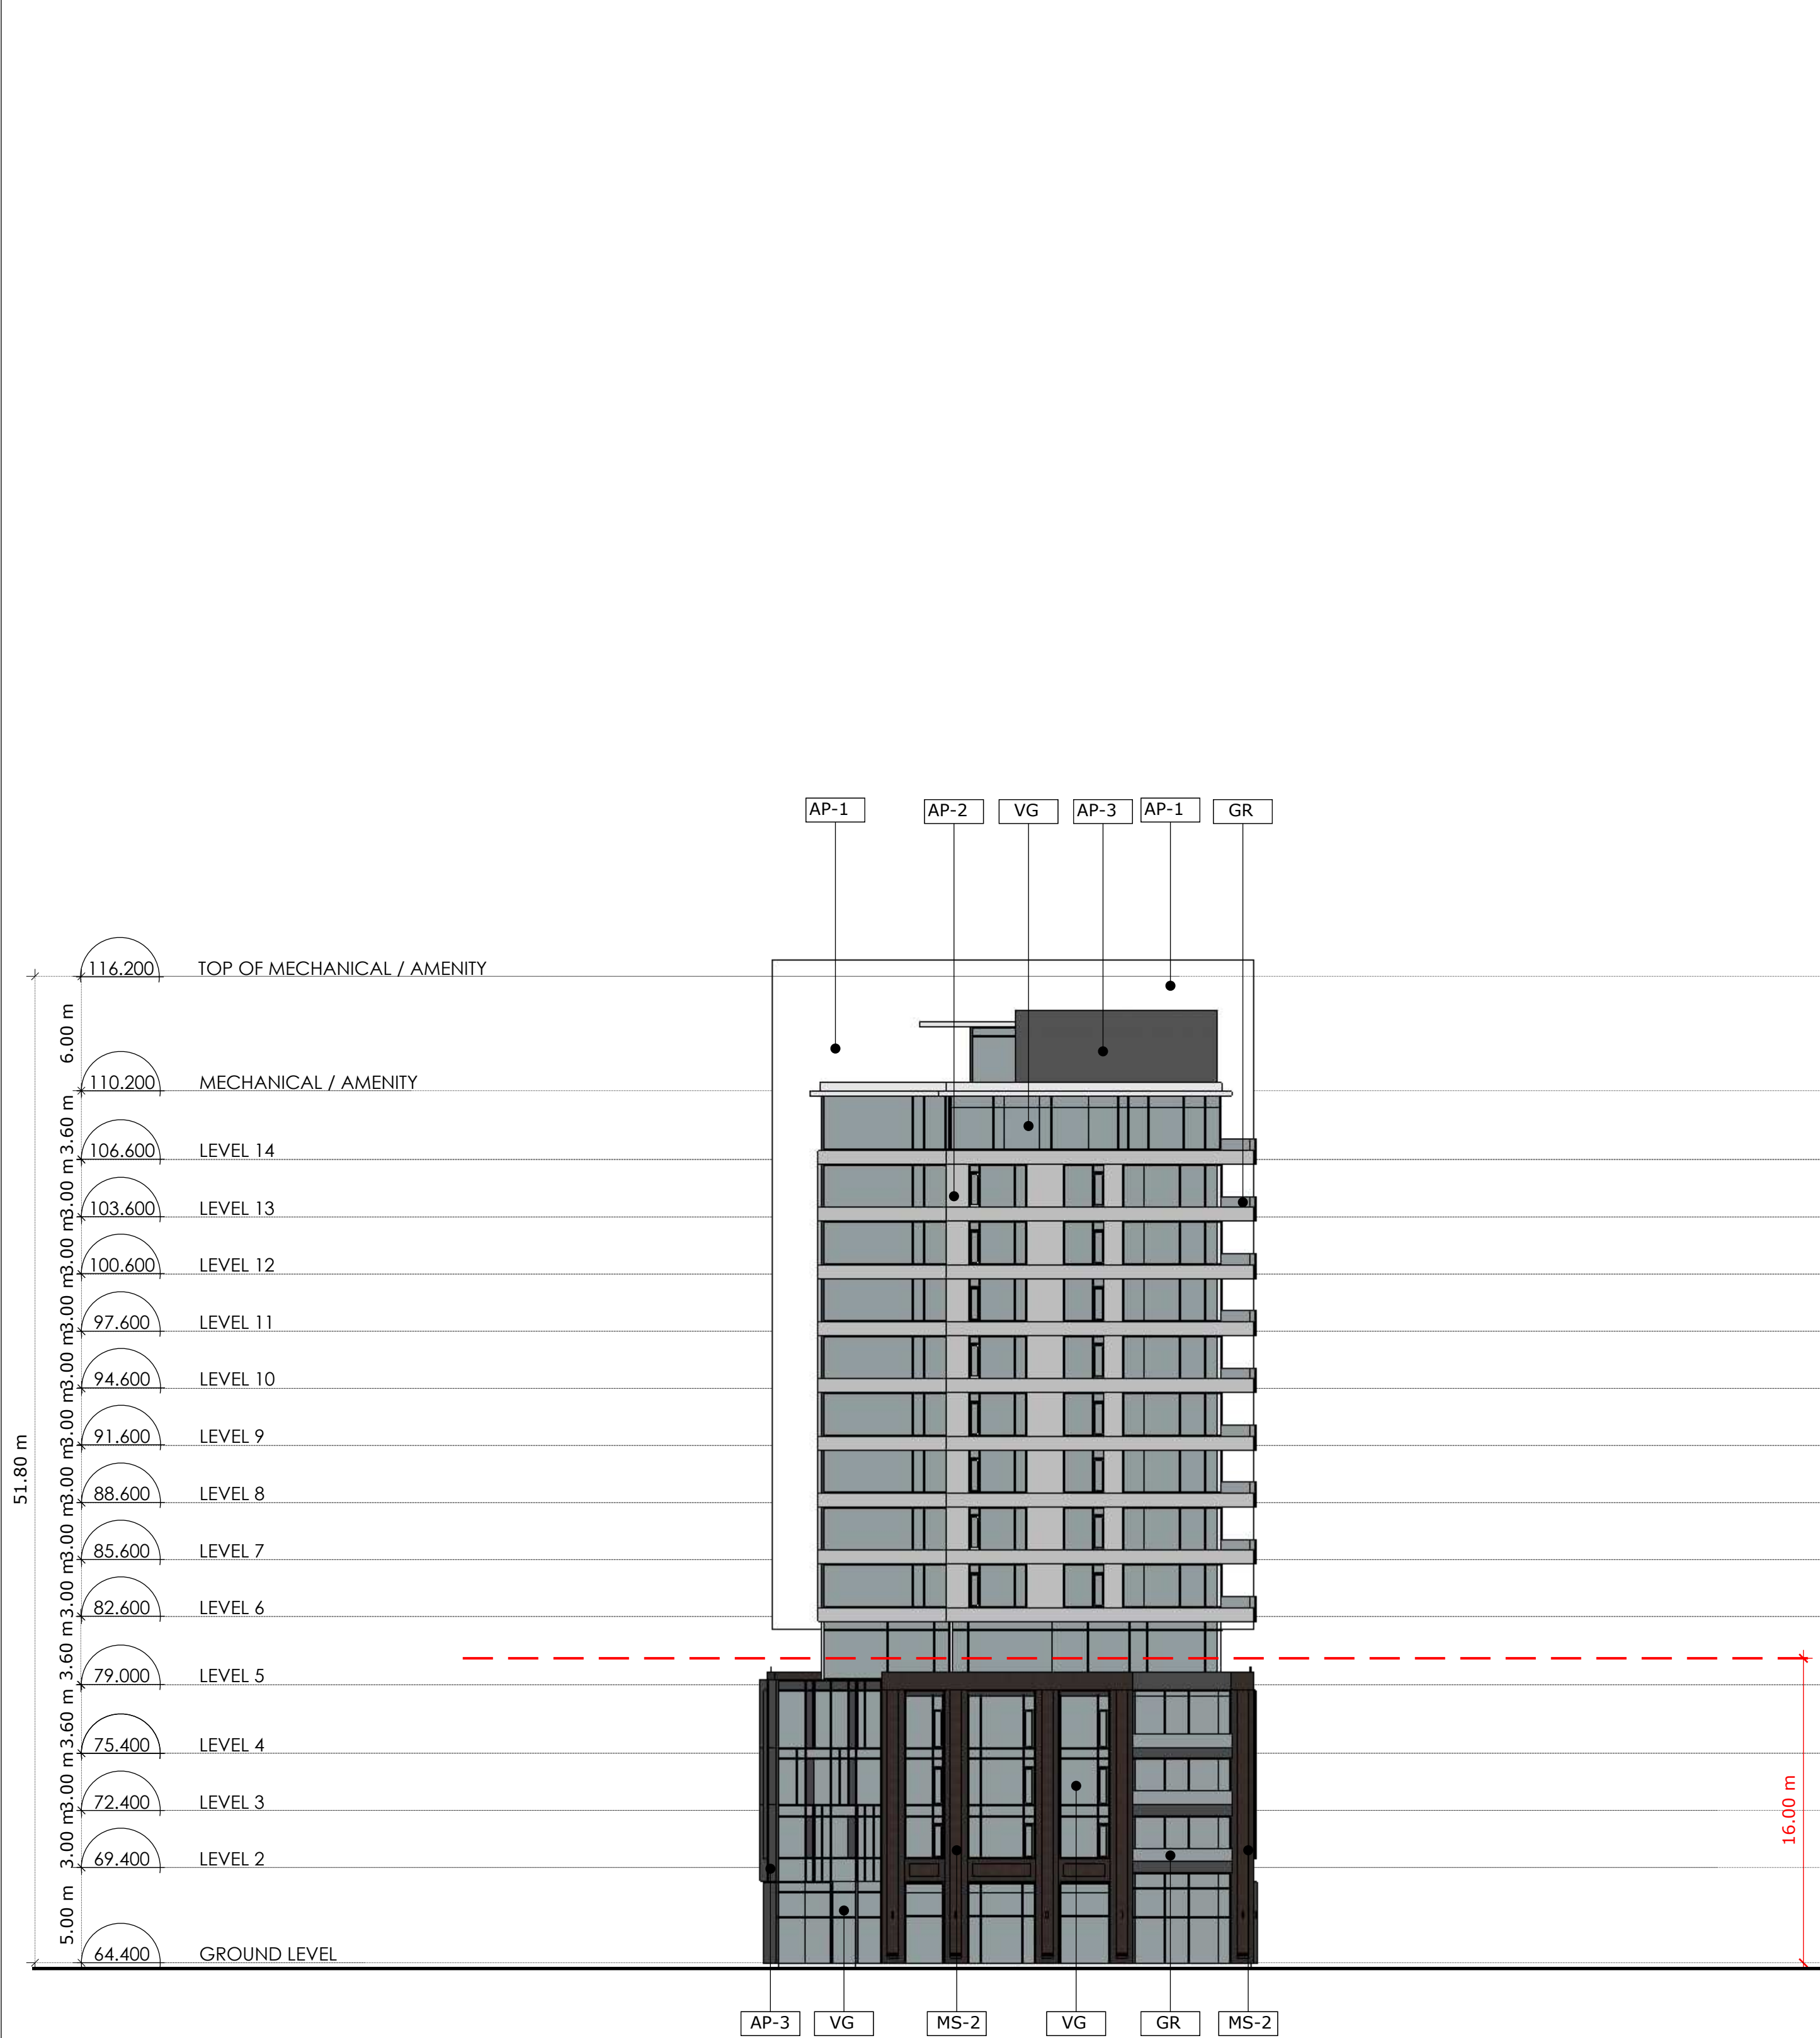 AP-1 AP-2 VG AP-3 AP-1 GR
116.200 TOP OF MECHANICAL / AMENITY
6.00 m
110.200 MECHANICAL / AMENITY
3.60 m
106.600 LEVEL 14
3.00 m
103.600 LEVEL 13
3.00 m
100.600 LEVEL 12
3.00 m
97.600 LEVEL 11
3.00 m
94.600 LEVEL 10
3.00 m
91.600 LEVEL 9
51.80 m
3.00 m
88.600 LEVEL 8
3.00 m
85.600 LEVEL 7
3.00 m
82.600 LEVEL 6
3.60 m
79.000 LEVEL 5
3.60 m
75.400 LEVEL 4
3.00 m
72.400 LEVEL 3
16.00 m
3.00 m
69.400 LEVEL 2
5.00 m
64.400 GROUND LEVEL
AP-3 VG MS-2 VG GR MS-2